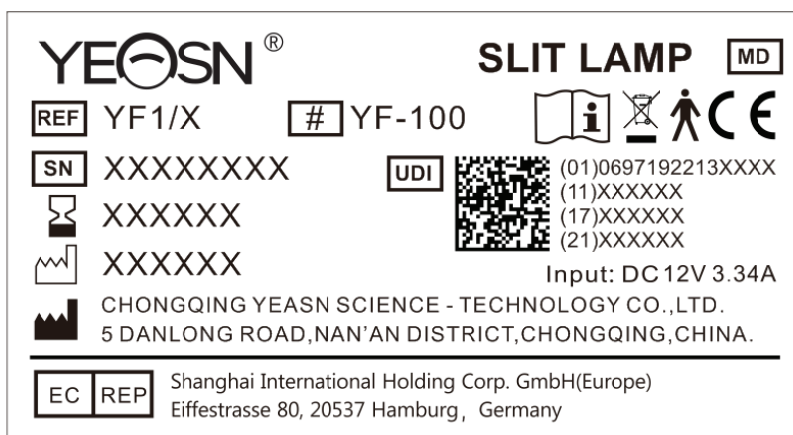 YEOSN ®
SLIT LAMP MD
REF YF1/X # YF-100
i CE
SN XXXXXXXX
UDI (01)0697192213XXXX
(11)XXXXXX
(17)XXXXXX
(21)XXXXXX
XXXXXX
XXXXXX
Input: DC 12V 3.34A
CHONGQING YEASN SCIENCE - TECHNOLOGY CO.,LTD.
5 DANLONG ROAD,NAN'AN DISTRICT,CHONGQING,CHINA.
EC REP
Shanghai International Holding Corp. GmbH(Europe)
Eiffestrasse 80, 20537 Hamburg, Germany